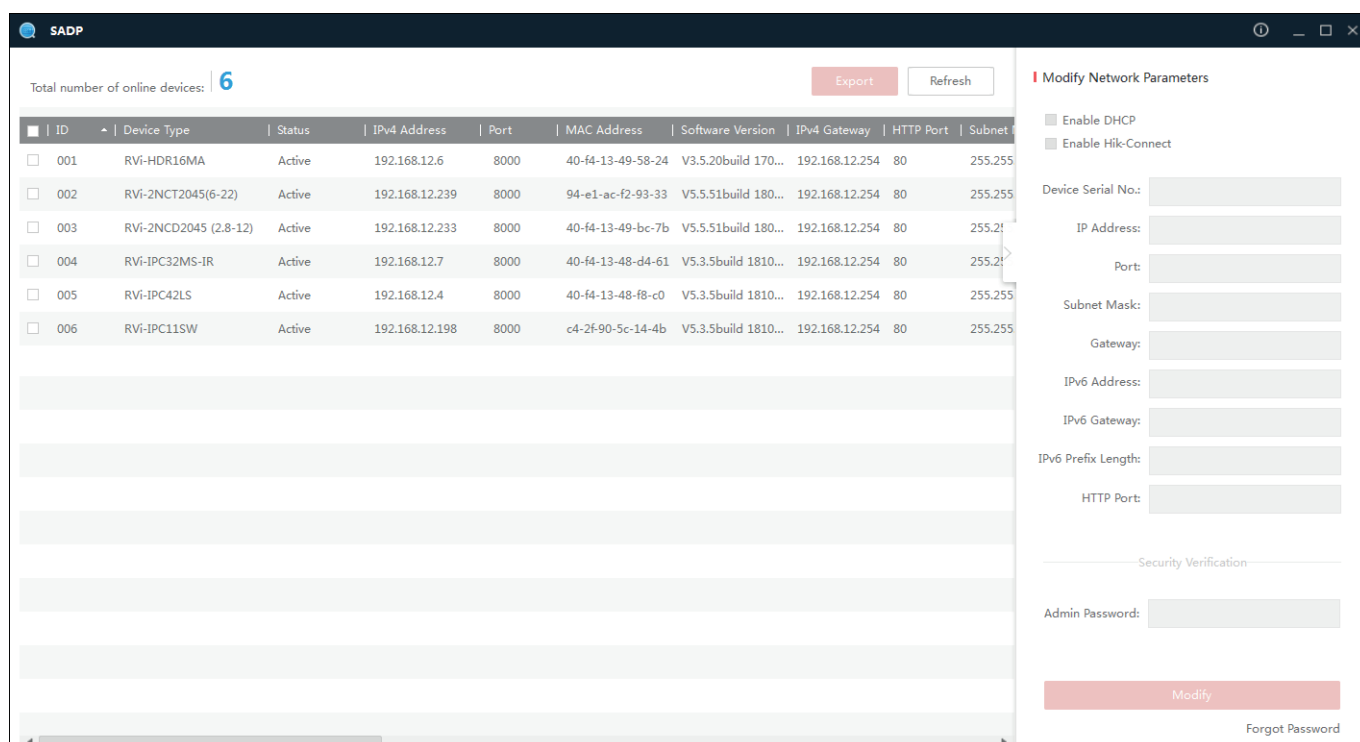 SADP
Total number of online devices: 6
Export
Refresh
ID | Device Type | Status | IPv4 Address | Port | MAC Address | Software Version | IPv4 Gateway | HTTP Port | Subnet
001 RVi-HDR16MA Active 192.168.12.6 8000 40-f4-13-49-58-24 V3.5.20build 170... 192.168.12.254 80 255.255
002 RVi-2NCT2045(6-22) Active 192.168.12.239 8000 94-e1-ac-f2-93-33 V5.5.51build 180... 192.168.12.254 80 255.255
003 RVi-2NCD2045 (2.8-12) Active 192.168.12.233 8000 40-f4-13-49-bc-7b V5.5.51build 180... 192.168.12.254 80 255.2
004 RVi-IPC32MS-IR Active 192.168.12.7 8000 40-f4-13-48-d4-61 V5.3.5build 1810... 192.168.12.254 80 255.2
005 RVi-IPC42LS Active 192.168.12.4 8000 40-f4-13-48-f8-c0 V5.3.5build 1810... 192.168.12.254 80 255.255
006 RVi-IPC11SW Active 192.168.12.198 8000 c4-2f-90-5c-14-4b V5.3.5build 1810... 192.168.12.254 80 255.255
Modify Network Parameters
Enable DHCP
Enable Hik-Connect
Device Serial No.:
IP Address:
Port:
Subnet Mask:
Gateway:
IPv6 Address:
IPv6 Gateway:
IPv6 Prefix Length:
HTTP Port:
Security Verification
Admin Password:
Modify
Forgot Password